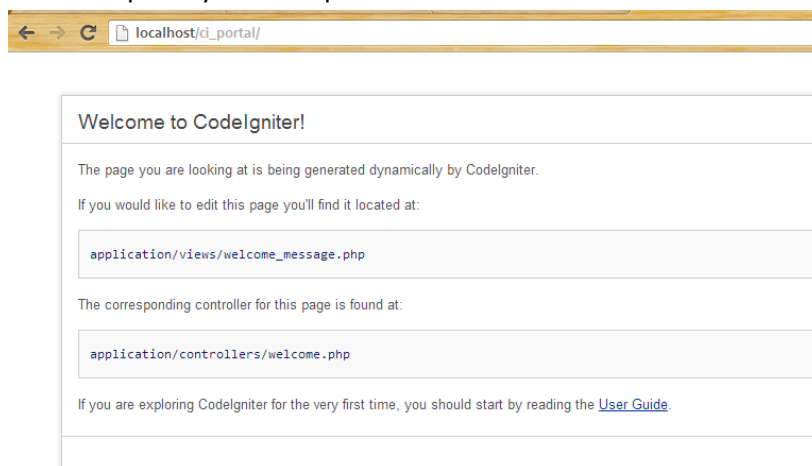 localhost/ci_portal/
Welcome to CodeIgniter!
The page you are looking at is being generated dynamically by CodeIgniter.
If you would like to edit this page you'll find it located at:
application/views/welcome_message.php
The corresponding controller for this page is found at:
application/controllers/welcome.php
If you are exploring CodeIgniter for the very first time, you should start by reading the User Guide.